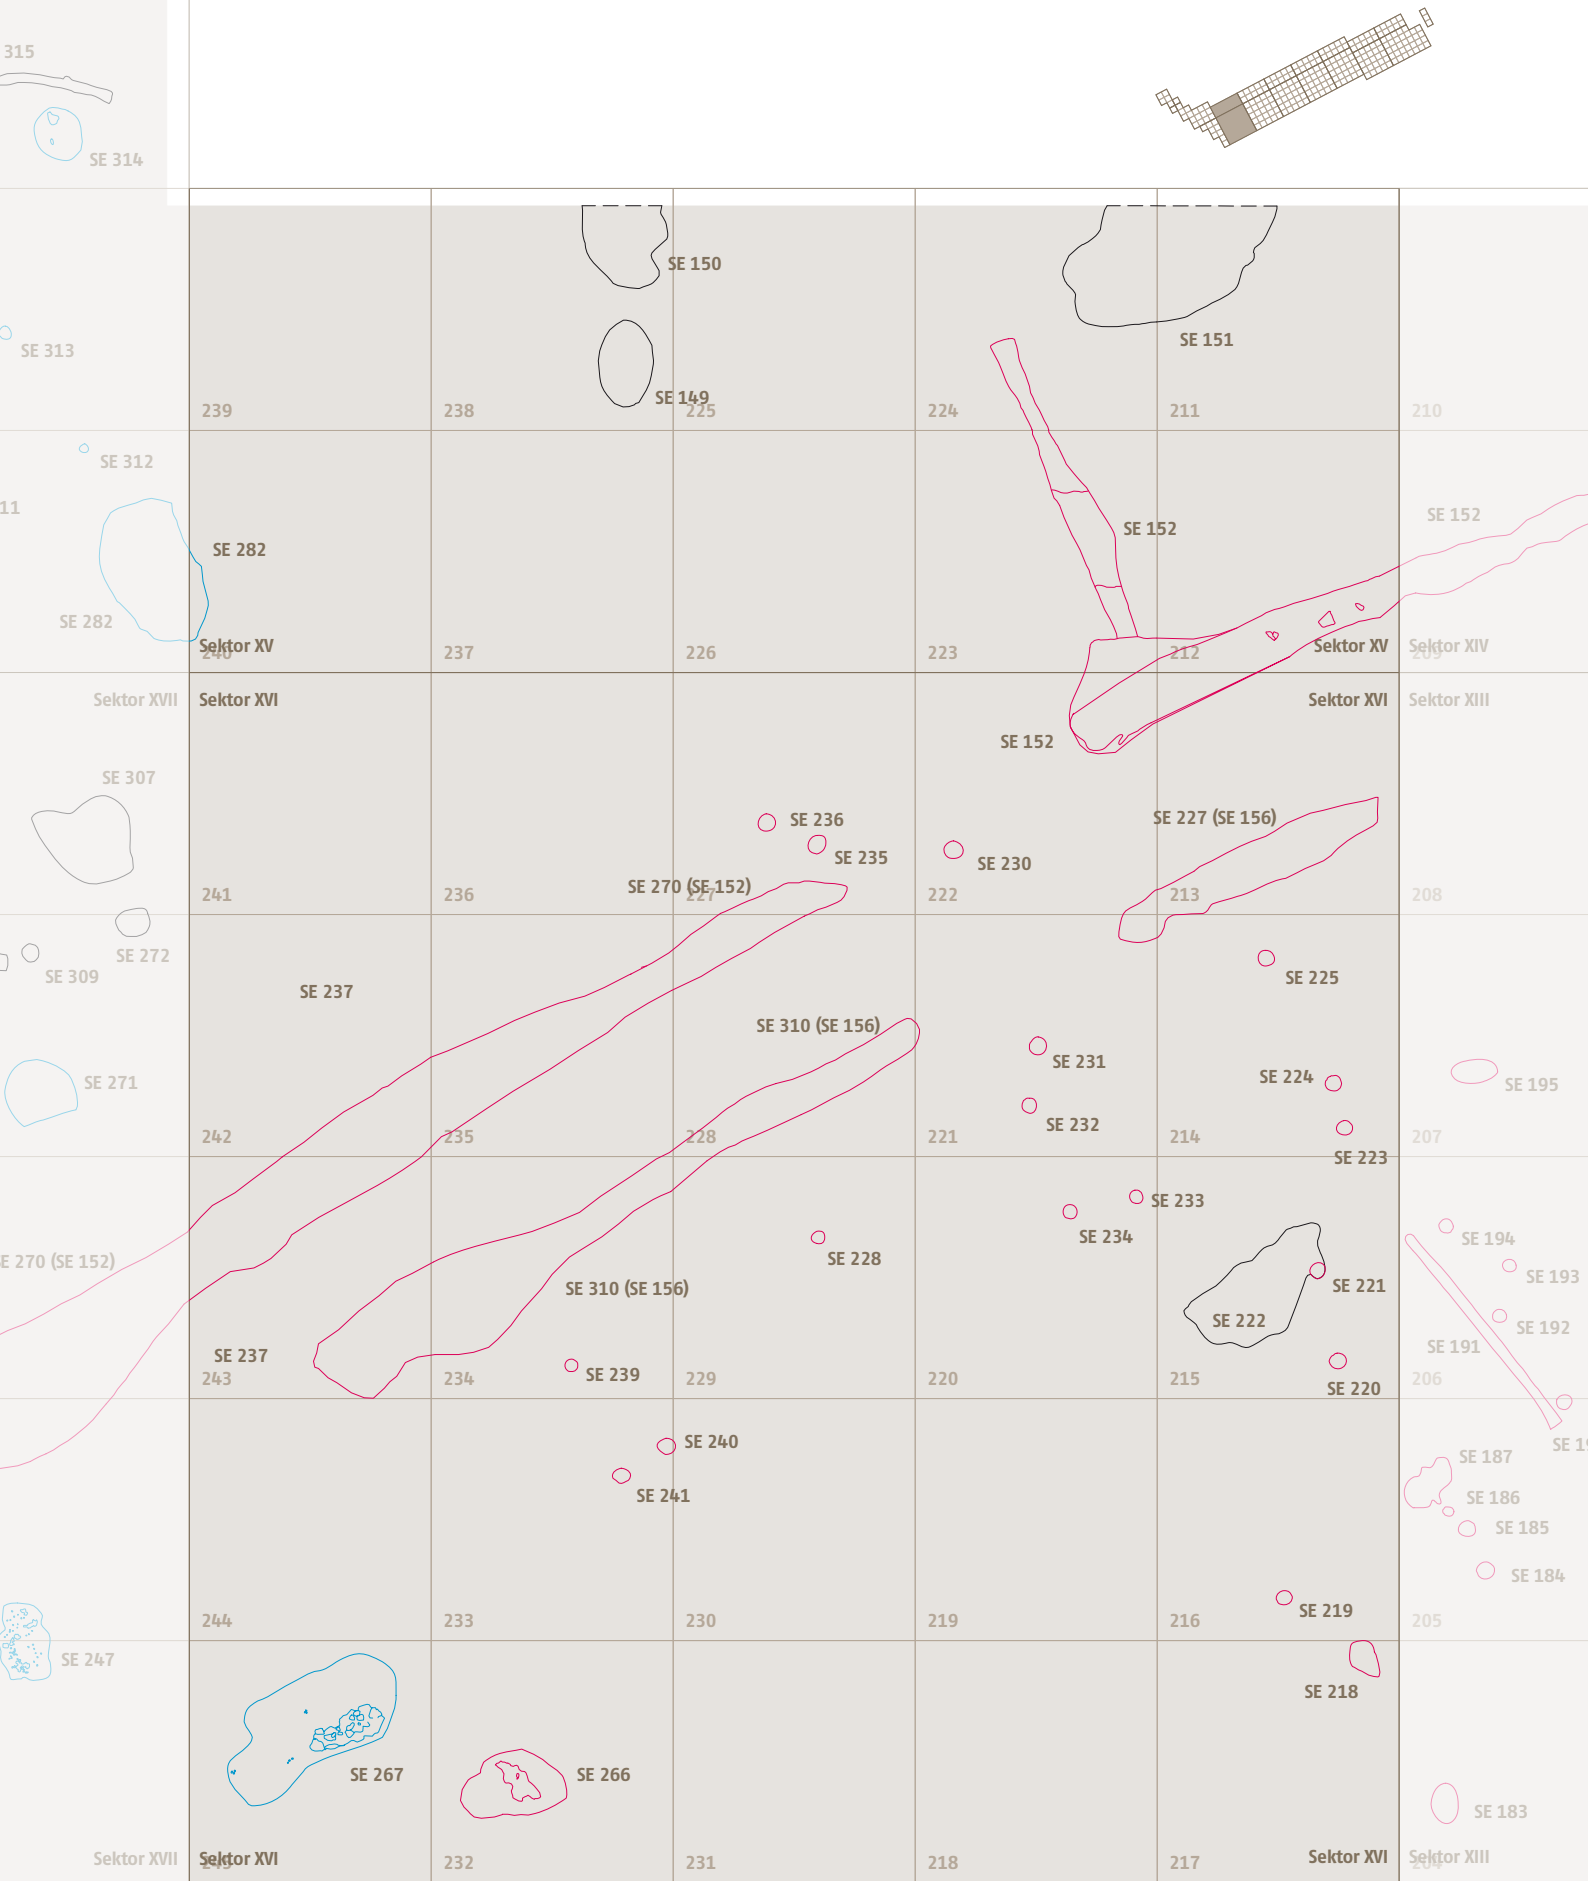 315
SE 314
SE 150
SE 151
SE 313
SE 149
239
238
225
224
211
210
SE 312
11
SE 152
SE 152
SE 282
SE 282
Sektor XV
240
237
226
223
212
Sektor XV
Sektor XIV
209
Sektor XVII
Sektor XVI
Sektor XVI
Sektor XIII
SE 152
SE 307
SE 236
SE 227 (SE 156)
SE 235
SE 230
SE 270 (SE 152)
241
236
227
222
213
208
SE 272
SE 309
SE 237
SE 225
SE 310 (SE 156)
SE 231
SE 271
SE 224
SE 195
SE 232
242
235
228
221
214
207
SE 223
SE 233
SE 234
SE 194
E 270 (SE 152)
SE 228
SE 193
SE 310 (SE 156)
SE 221
SE 222
SE 192
SE 191
SE 237
SE 239
243
234
229
220
215
206
SE 220
SE 240
SE 19
SE 187
SE 241
SE 186
SE 185
SE 184
SE 219
244
233
230
219
216
205
SE 247
SE 218
SE 267
SE 266
SE 183
Sektor XVII
Sektor XVI
245
232
231
218
217
Sektor XVI
Sektor XIII
204